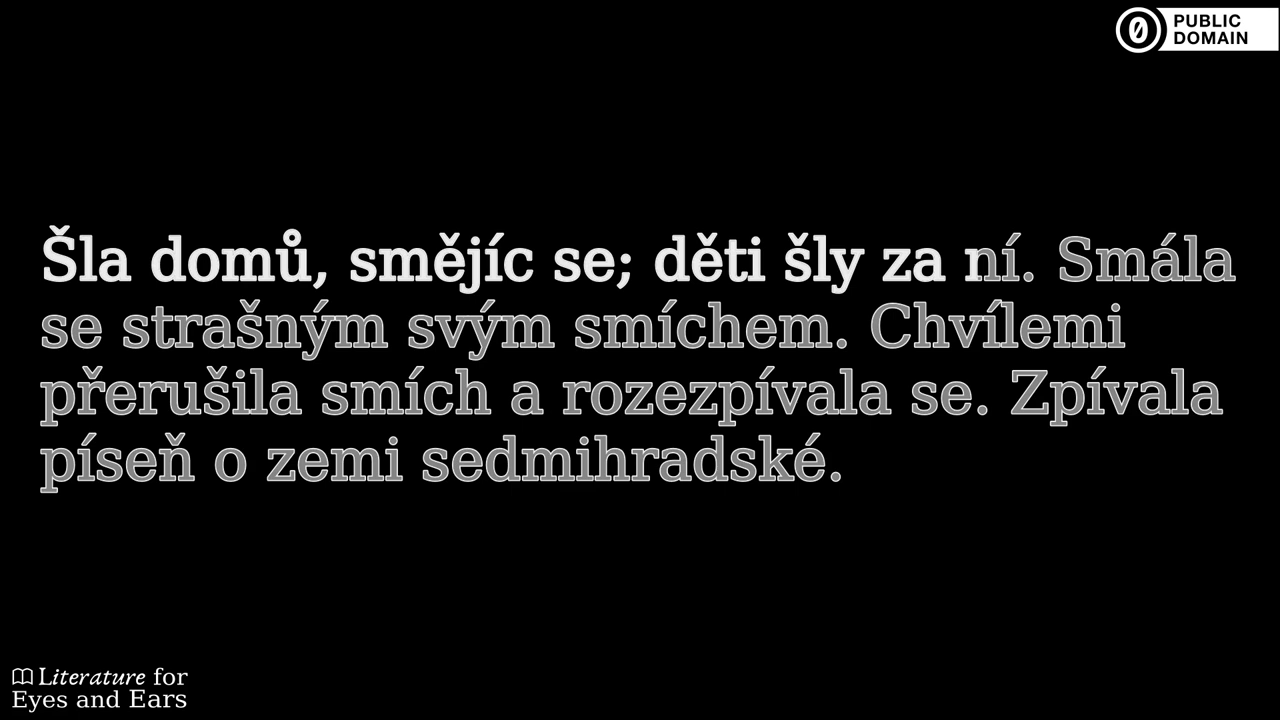 PUBLIC
DOMAIN
Šla domů, smějíc se; děti šly za ní. Smála
se strašným svým smíchem. Chvílemi
přerušila smích a rozezpívala se. Zpívala
píseň o zemi sedmihradské.
Literature for
Eyes and Ears